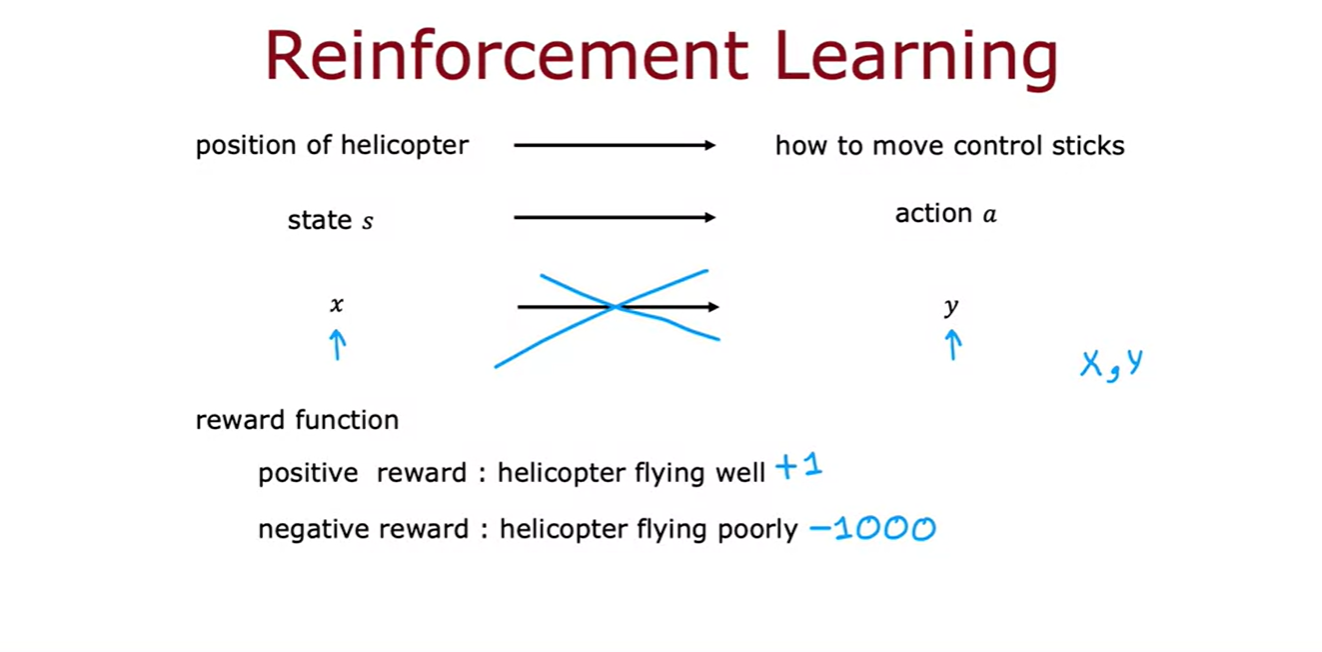 Reinforcement Learning
position of helicopter → how to move control sticks
state s → action a
x → y
↑ ↑ X, Y
reward function
positive reward : helicopter flying well +1
negative reward : helicopter flying poorly -1000